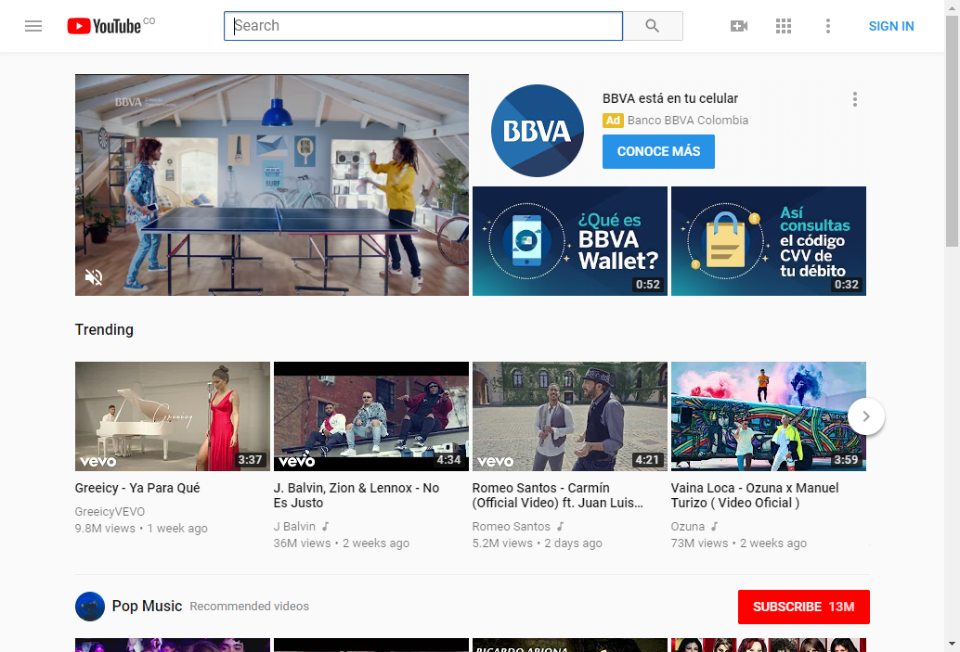 YouTube CO
Search
SIGN IN
BBVA
BBVA
BBVA está en tu celular
Ad Banco BBVA Colombia
CONOCE MÁS
¿Qué es
BBVA
Wallet?
0:52
Así
consultas
el código
CVV de
tu débito
0:32
Trending
Greeicy
vevo
3:37
vevo
4:34
vevo
4:21
3:59
Greeicy - Ya Para Qué
GreeicyVEVO
9.8M views • 1 week ago
J. Balvin, Zion & Lennox - No
Es Justo
J Balvin
36M views • 2 weeks ago
Romeo Santos - Carmín
(Official Video) ft. Juan Luis...
Romeo Santos
5.2M views • 2 days ago
Vaina Loca - Ozuna x Manuel
Turizo ( Video Oficial )
Ozuna
73M views • 2 weeks ago
Pop Music Recommended videos
SUBSCRIBE 13M
RICARDO ARJONA